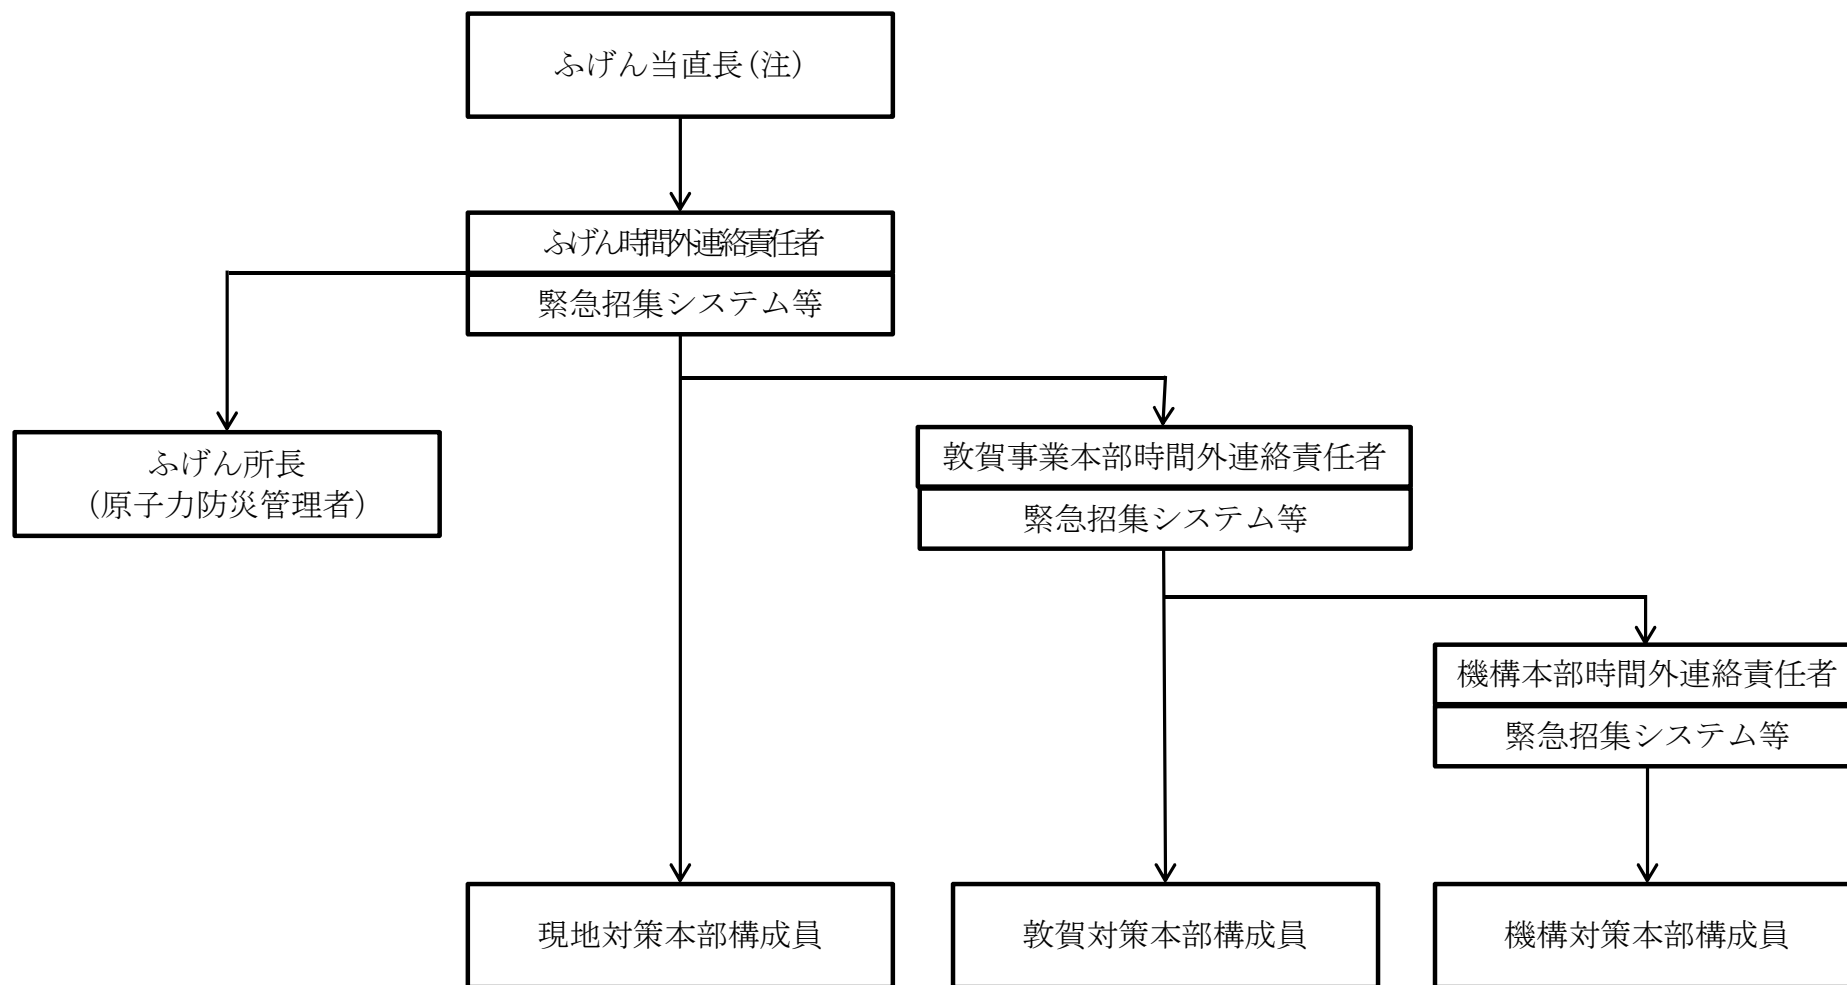 ふげん当直長(注)
ふげん時間外連絡責任者
緊急招集システム等
ふげん所長
(原子力防災管理者)
敦賀事業本部時間外連絡責任者
緊急招集システム等
機構本部時間外連絡責任者
緊急招集システム等
現地対策本部構成員
敦賀対策本部構成員
機構対策本部構成員